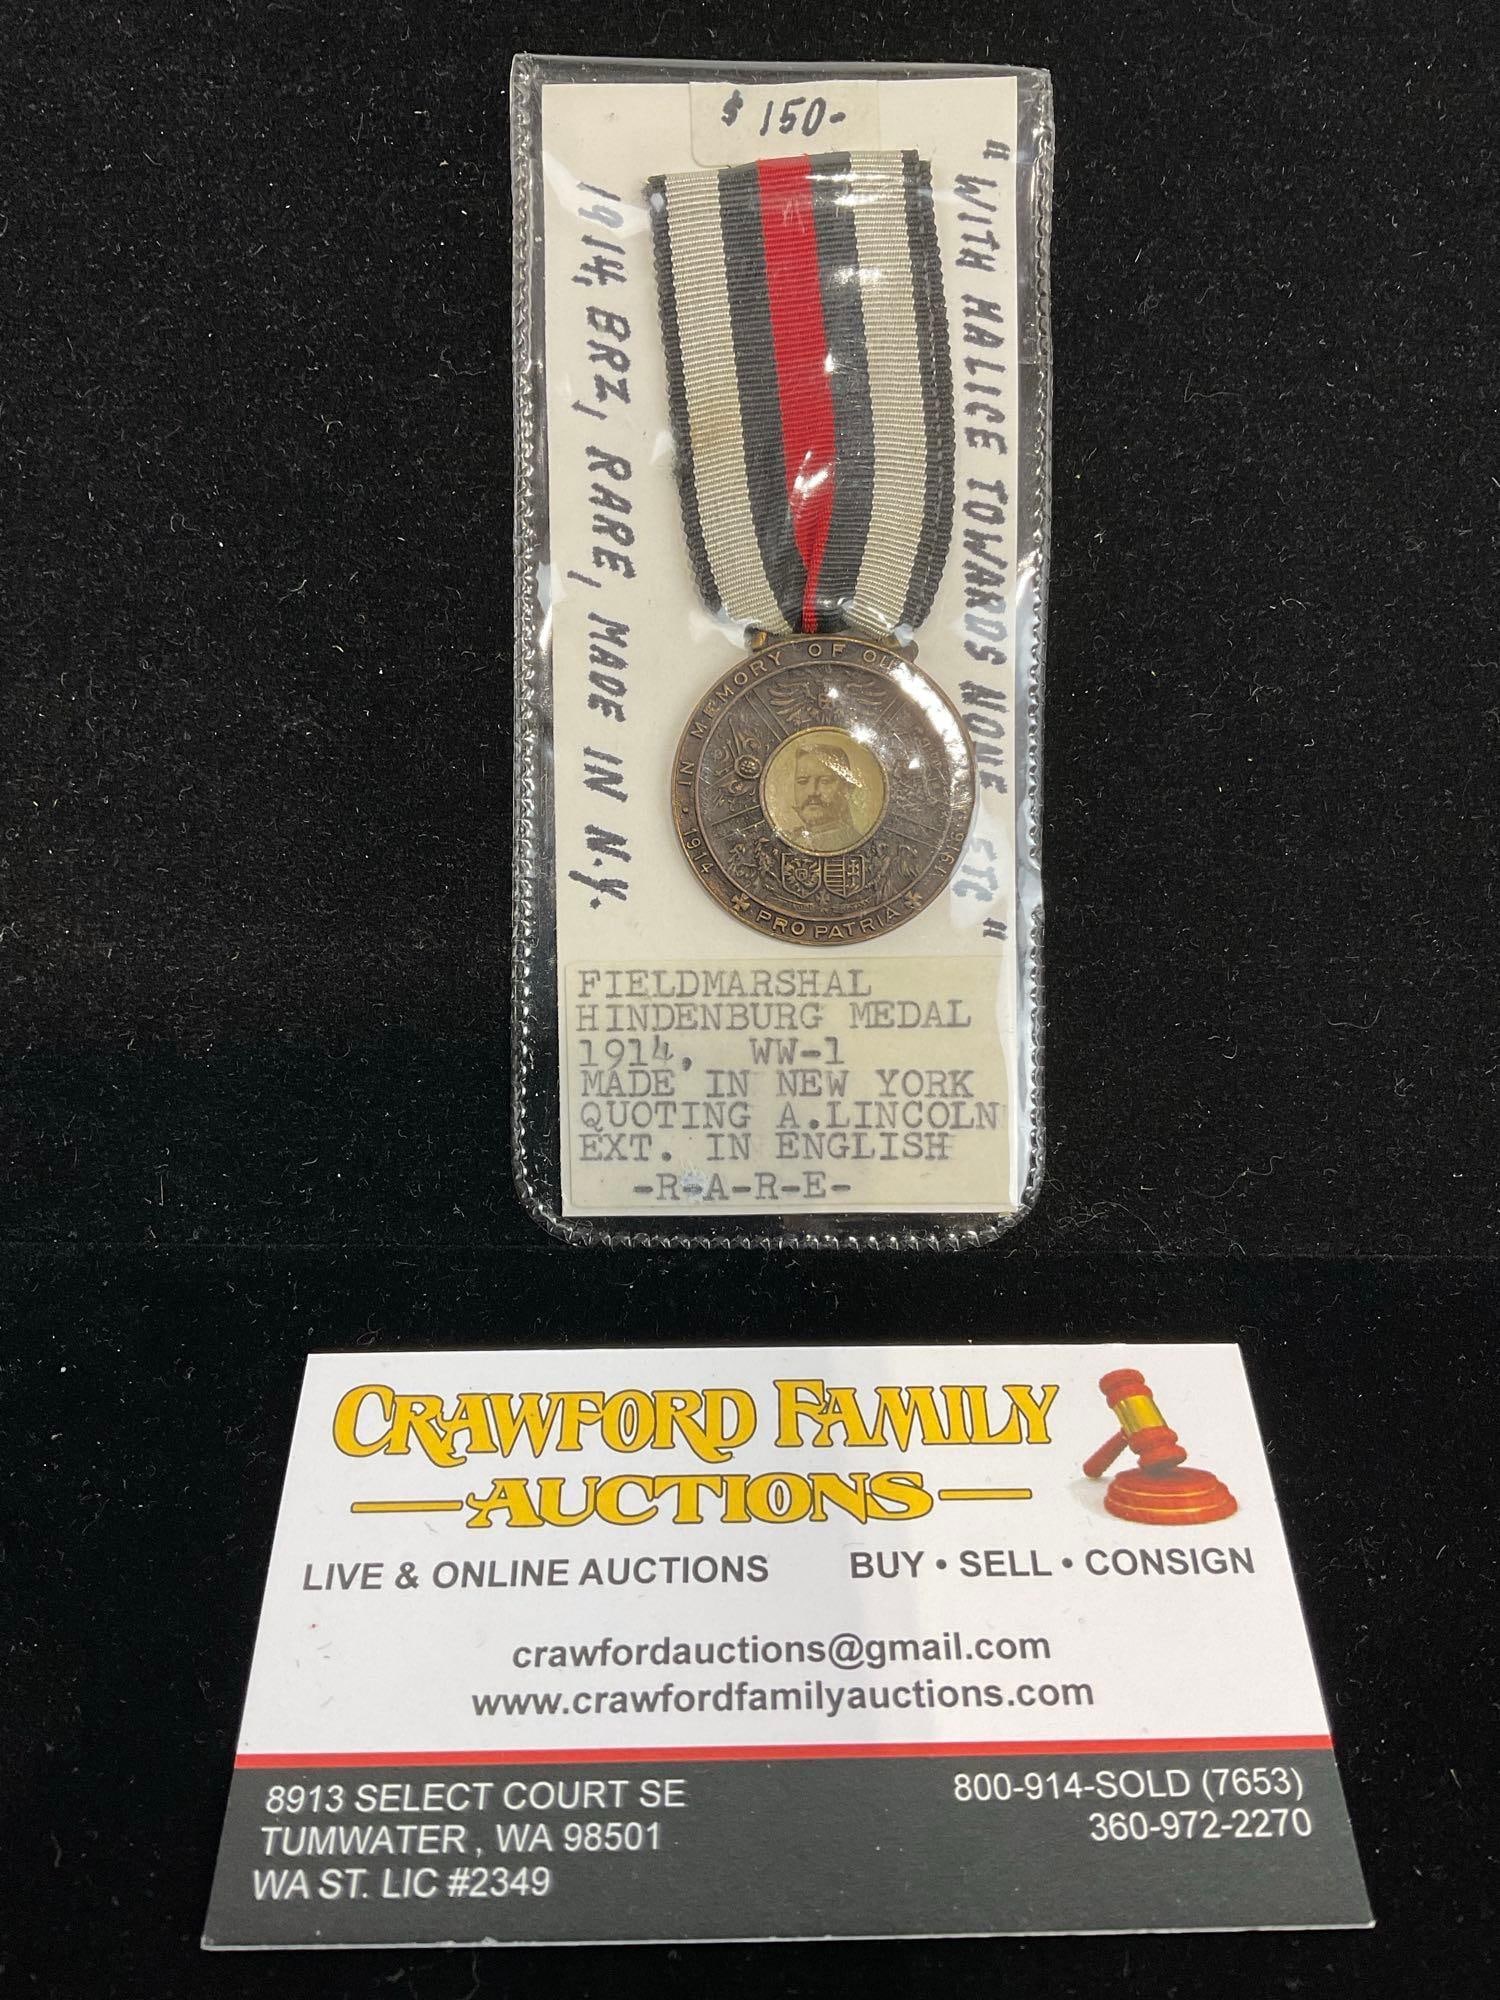 $ 150-
1914, BRZ, RARE, MADE IN N.Y.
"WITH MALICE TOWARDS NONE ETC"
• IN MEMORY OF OU
1914
1916
PRO PATRIA
FIELDMARSHAL
HINDENBURG MEDAL
1914, WW-1
MADE IN NEW YORK
QUOTING A.LINCOLN
EXT. IN ENGLISH
-R-A-R-E-
CRAWFORD FAMILY
—AUCTIONS—
LIVE & ONLINE AUCTIONS BUY • SELL • CONSIGN
crawfordauctions@gmail.com
www.crawfordfamilyauctions.com
8913 SELECT COURT SE 800-914-SOLD (7653)
TUMWATER, WA 98501 360-972-2270
WA ST. LIC #2349